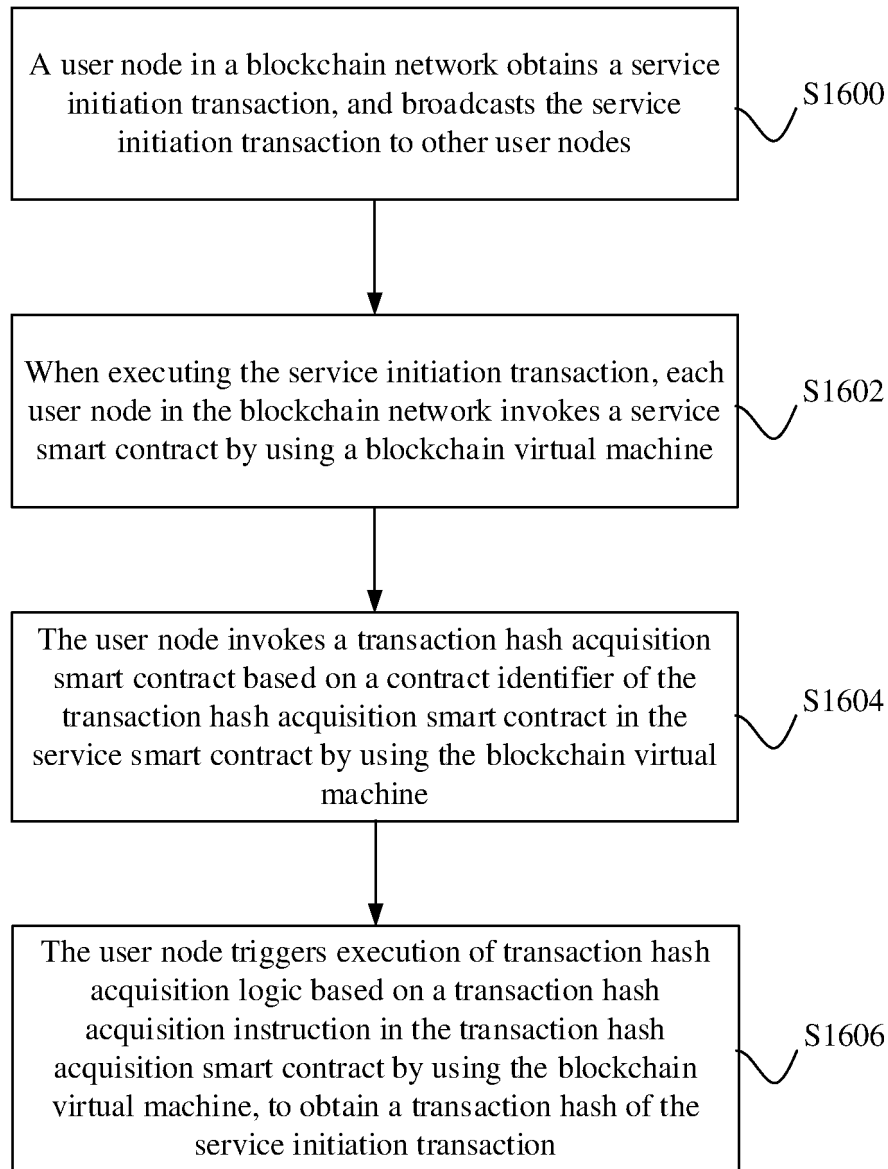 A user node in a blockchain network obtains a service
initiation transaction, and broadcasts the service
initiation transaction to other user nodes
S1600
When executing the service initiation transaction, each
user node in the blockchain network invokes a service
smart contract by using a blockchain virtual machine
S1602
The user node invokes a transaction hash acquisition
smart contract based on a contract identifier of the
transaction hash acquisition smart contract in the
service smart contract by using the blockchain virtual
machine
S1604
The user node triggers execution of transaction hash
acquisition logic based on a transaction hash
acquisition instruction in the transaction hash
acquisition smart contract by using the blockchain
virtual machine, to obtain a transaction hash of the
service initiation transaction
S1606